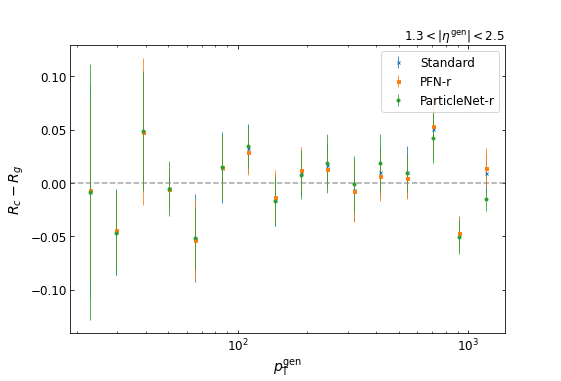 1.3 < |η^gen| < 2.5
Standard
PFN-r
ParticleNet-r
0.10
0.05
0.00
−0.05
−0.10
R_c − R_g
10^2
10^3
p_T^gen